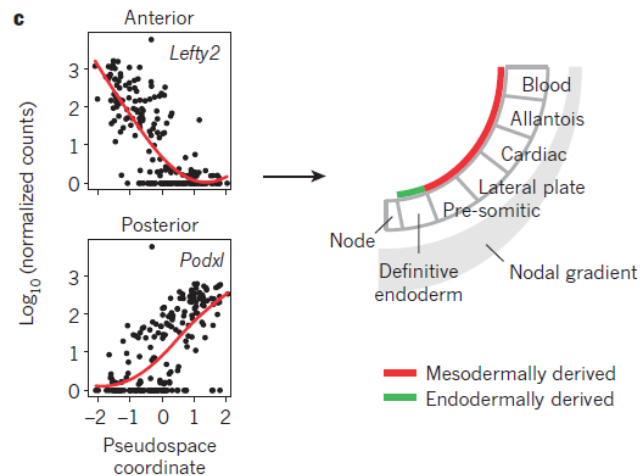 c
Anterior
Lefty2
3
2
1
0
Posterior
Podxl
3
2
1
0
–2 –1 0 1 2
Log10 (normalized counts)
Pseudospace
coordinate
Blood
Allantois
Cardiac
Lateral plate
Pre-somitic
Node
Definitive
endoderm
Nodal gradient
Mesodermally derived
Endodermally derived